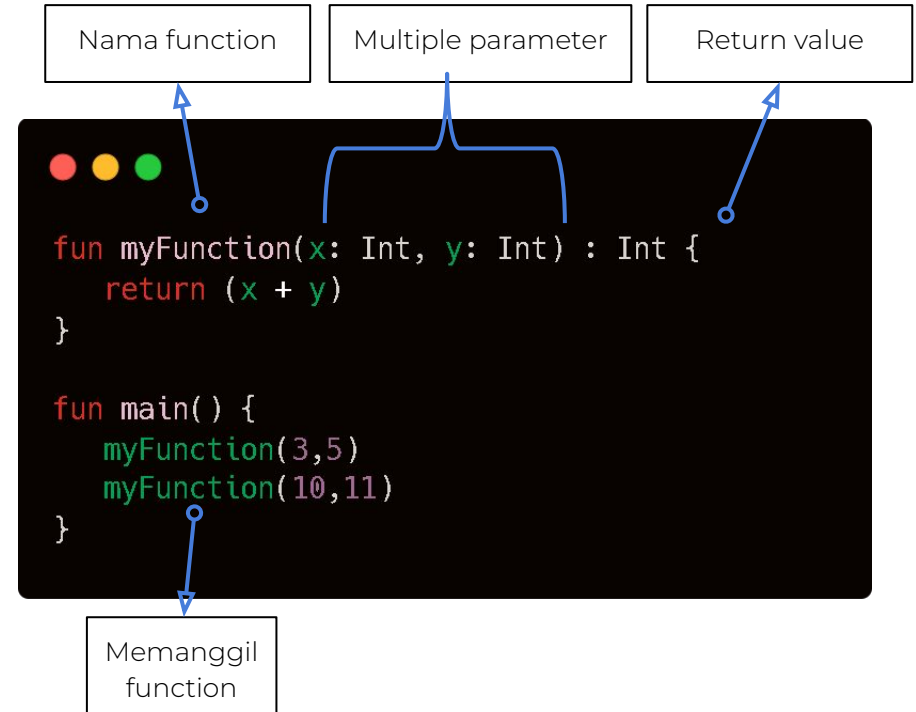 Nama function
Multiple parameter
Return value
fun myFunction(x: Int, y: Int) : Int {
return (x + y)
}
fun main() {
myFunction(3,5)
myFunction(10,11)
}
Memanggil
function